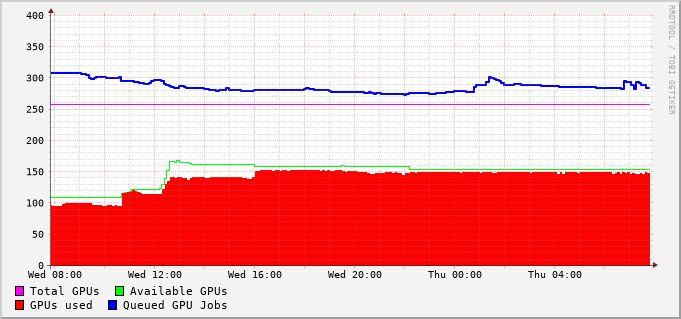 400
350
300
250
200
150
100
50
0
Wed 08:00 Wed 12:00 Wed 16:00 Wed 20:00 Thu 00:00 Thu 04:00
Total GPUs Available GPUs
GPUs used Queued GPU Jobs
RRDTOOL / TOBI OETIKER